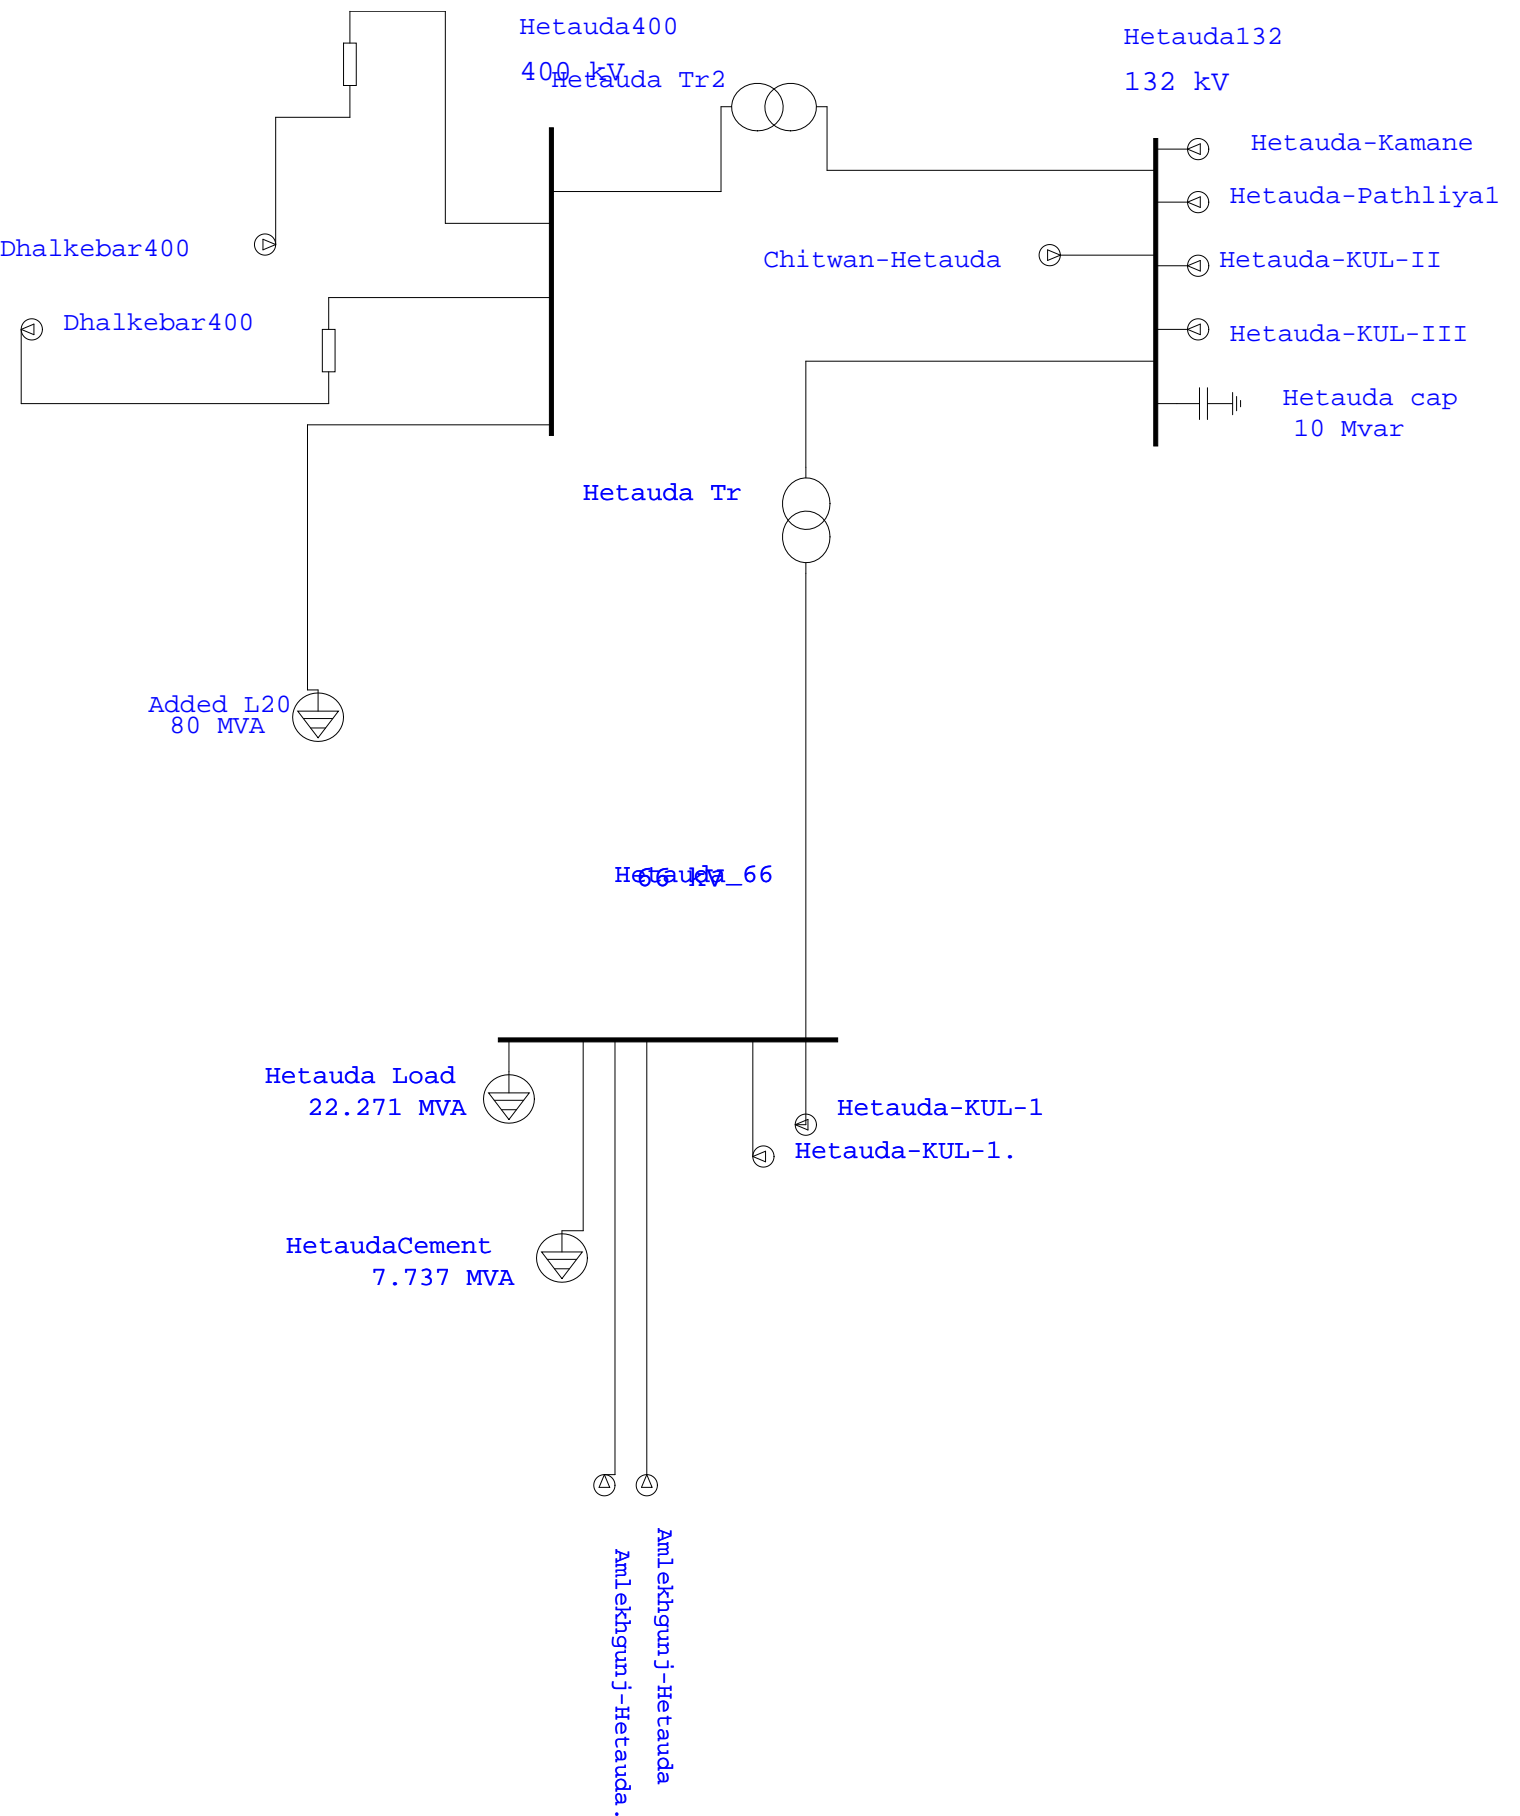 Hetauda400
400 kV
Hetauda Tr2
Hetauda132
132 kV
Hetauda-Kamane
Hetauda-Pathliya1
Dhalkebar400
Chitwan-Hetauda
Hetauda-KUL-II
Dhalkebar400
Hetauda-KUL-III
Hetauda cap
10 Mvar
Hetauda Tr
Added L20
80 MVA
Hetauda_66
66 kV
Hetauda Load
22.271 MVA
Hetauda-KUL-1
Hetauda-KUL-1.
HetaudaCement
7.737 MVA
Amlekhgunj-Hetauda
Amlekhgunj-Hetauda.